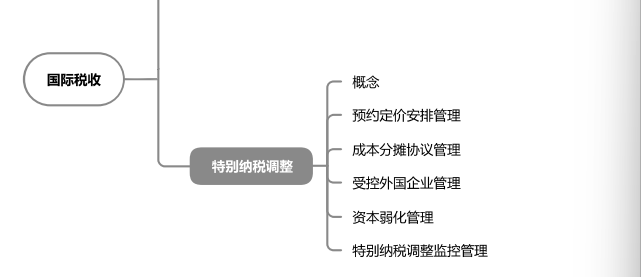 国际税收
特别纳税调整
概念
预约定价安排管理
成本分摊协议管理
受控外国企业管理
资本弱化管理
特别纳税调整监控管理